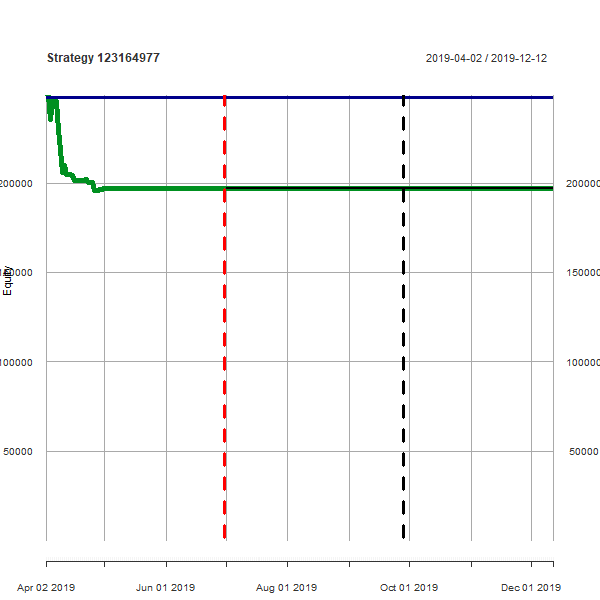 Strategy 123164977
2019-04-02 / 2019-12-12
200000 200000
150000 150000
Equity
100000 100000
50000 50000
Apr 02 2019 Jun 01 2019 Aug 01 2019 Oct 01 2019 Dec 01 2019